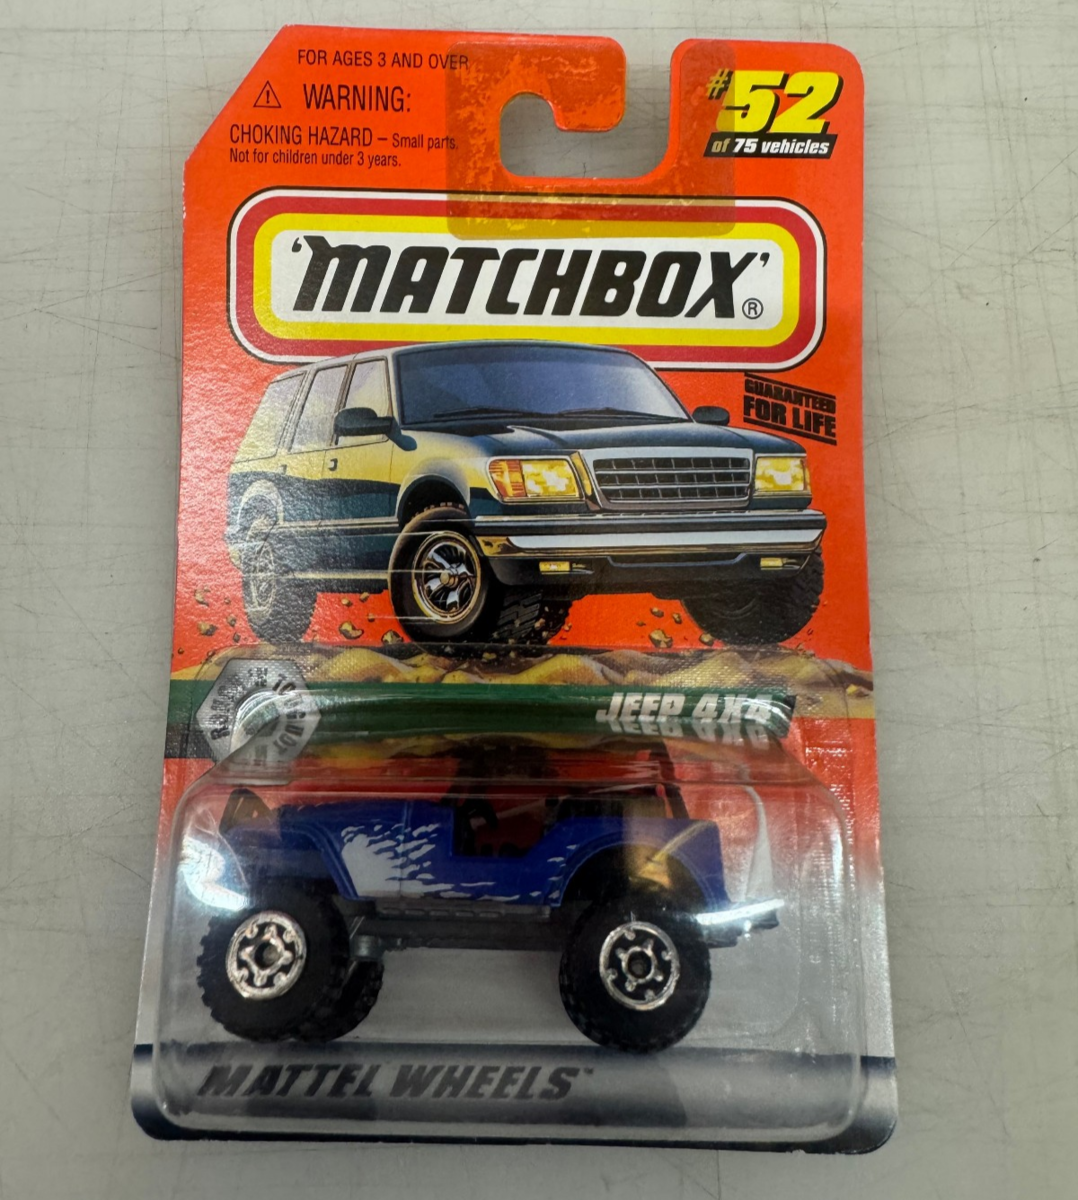 FOR AGES 3 AND OVER
WARNING:
CHOKING HAZARD – Small parts.
Not for children under 3 years.
#52
of 75 vehicles
'MATCHBOX'®
GUARANTEED
FOR LIFE
JEEP 4X4
MATTEL WHEELS™